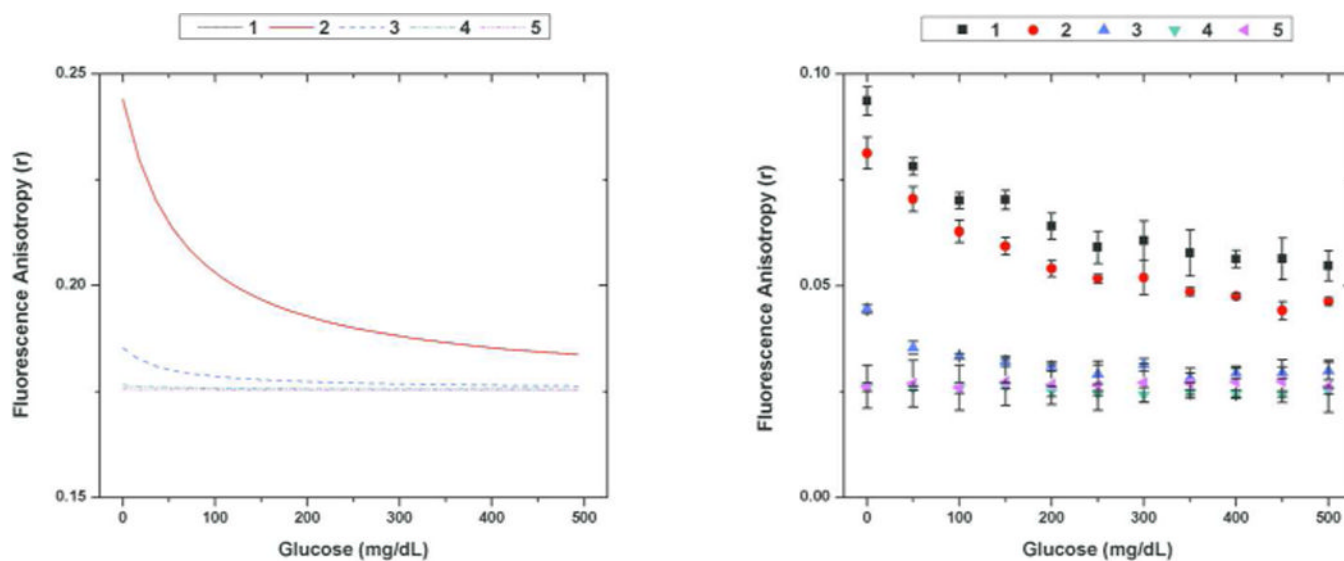 1 2 3 4 5
0.25
0.20
0.15
Fluorescence Anisotropy (r)
0 100 200 300 400 500
Glucose (mg/dL)
1 2 3 4 5
0.10
0.05
0.00
Fluorescence Anisotropy (r)
0 100 200 300 400 500
Glucose (mg/dL)